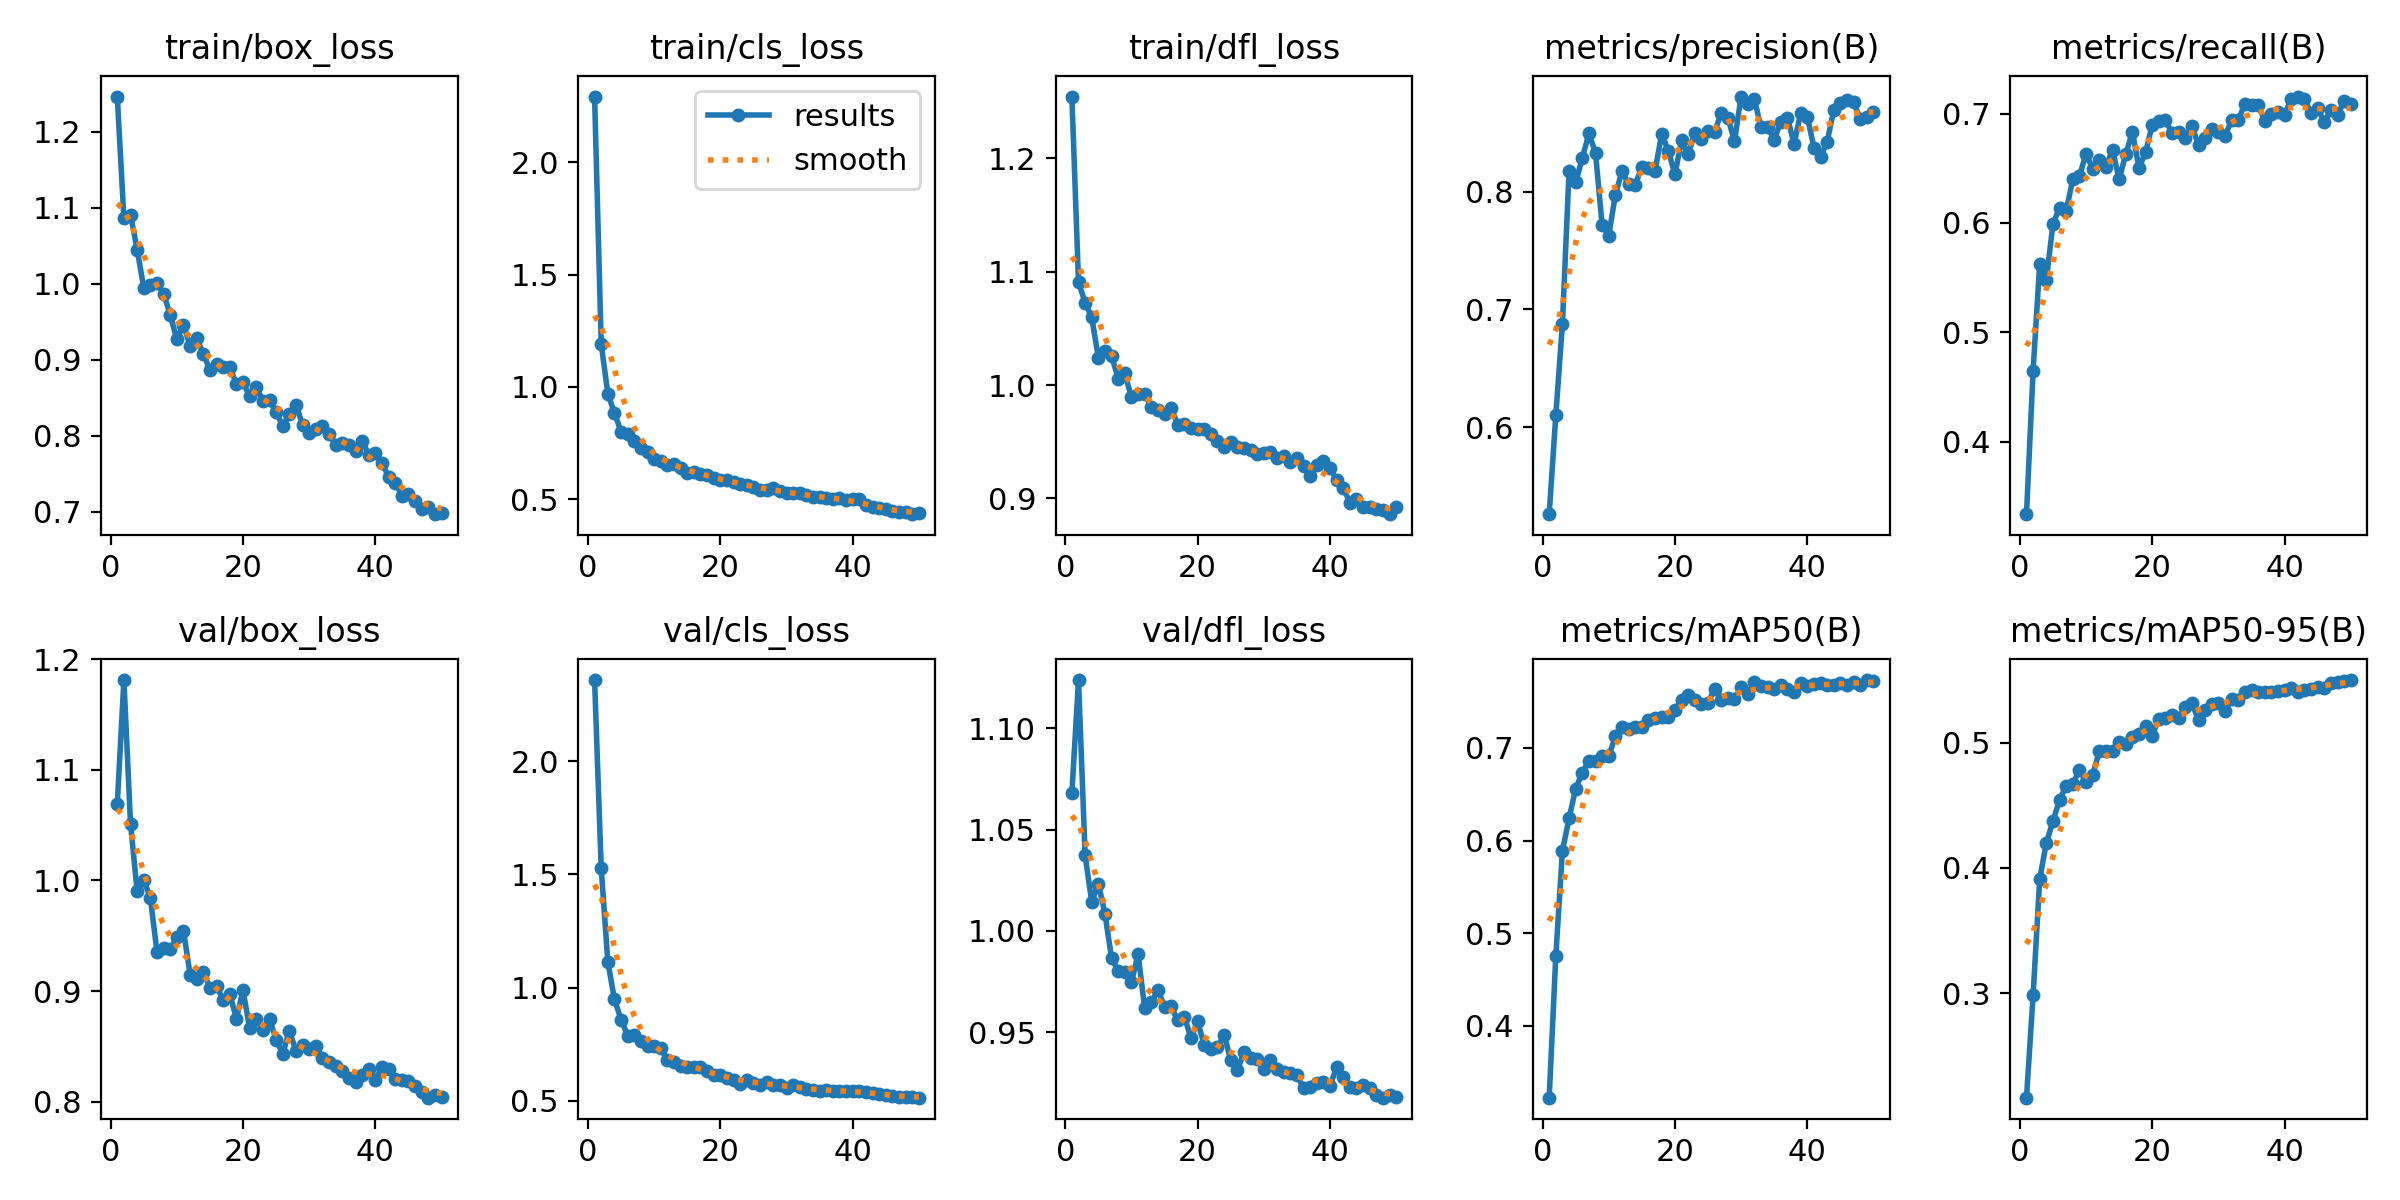 train/box_loss
1.2
1.1
1.0
0.9
0.8
0.7
0 20 40
train/cls_loss
results
smooth
2.0
1.5
1.0
0.5
0 20 40
train/dfl_loss
1.2
1.1
1.0
0.9
0 20 40
metrics/precision(B)
0.8
0.7
0.6
0 20 40
metrics/recall(B)
0.7
0.6
0.5
0.4
0 20 40
val/box_loss
1.2
1.1
1.0
0.9
0.8
0 20 40
val/cls_loss
2.0
1.5
1.0
0.5
0 20 40
val/dfl_loss
1.10
1.05
1.00
0.95
0 20 40
metrics/mAP50(B)
0.7
0.6
0.5
0.4
0 20 40
metrics/mAP50-95(B)
0.5
0.4
0.3
0 20 40